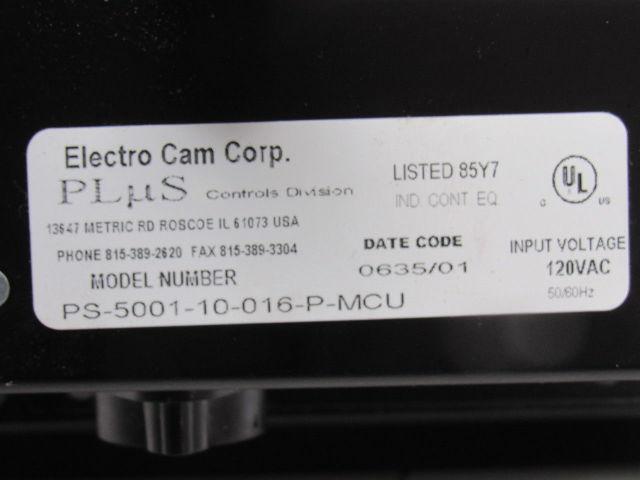 Electro Cam Corp.
PLµS Controls Division
13647 METRIC RD ROSCOE IL 61073 USA
PHONE 815-389-2620 FAX 815-389-3304
MODEL NUMBER
PS-5001-10-016-P-MCU
LISTED 85Y7
IND. CONT. EQ.
DATE CODE
0635/01
C UL US
INPUT VOLTAGE
120VAC
50/60Hz